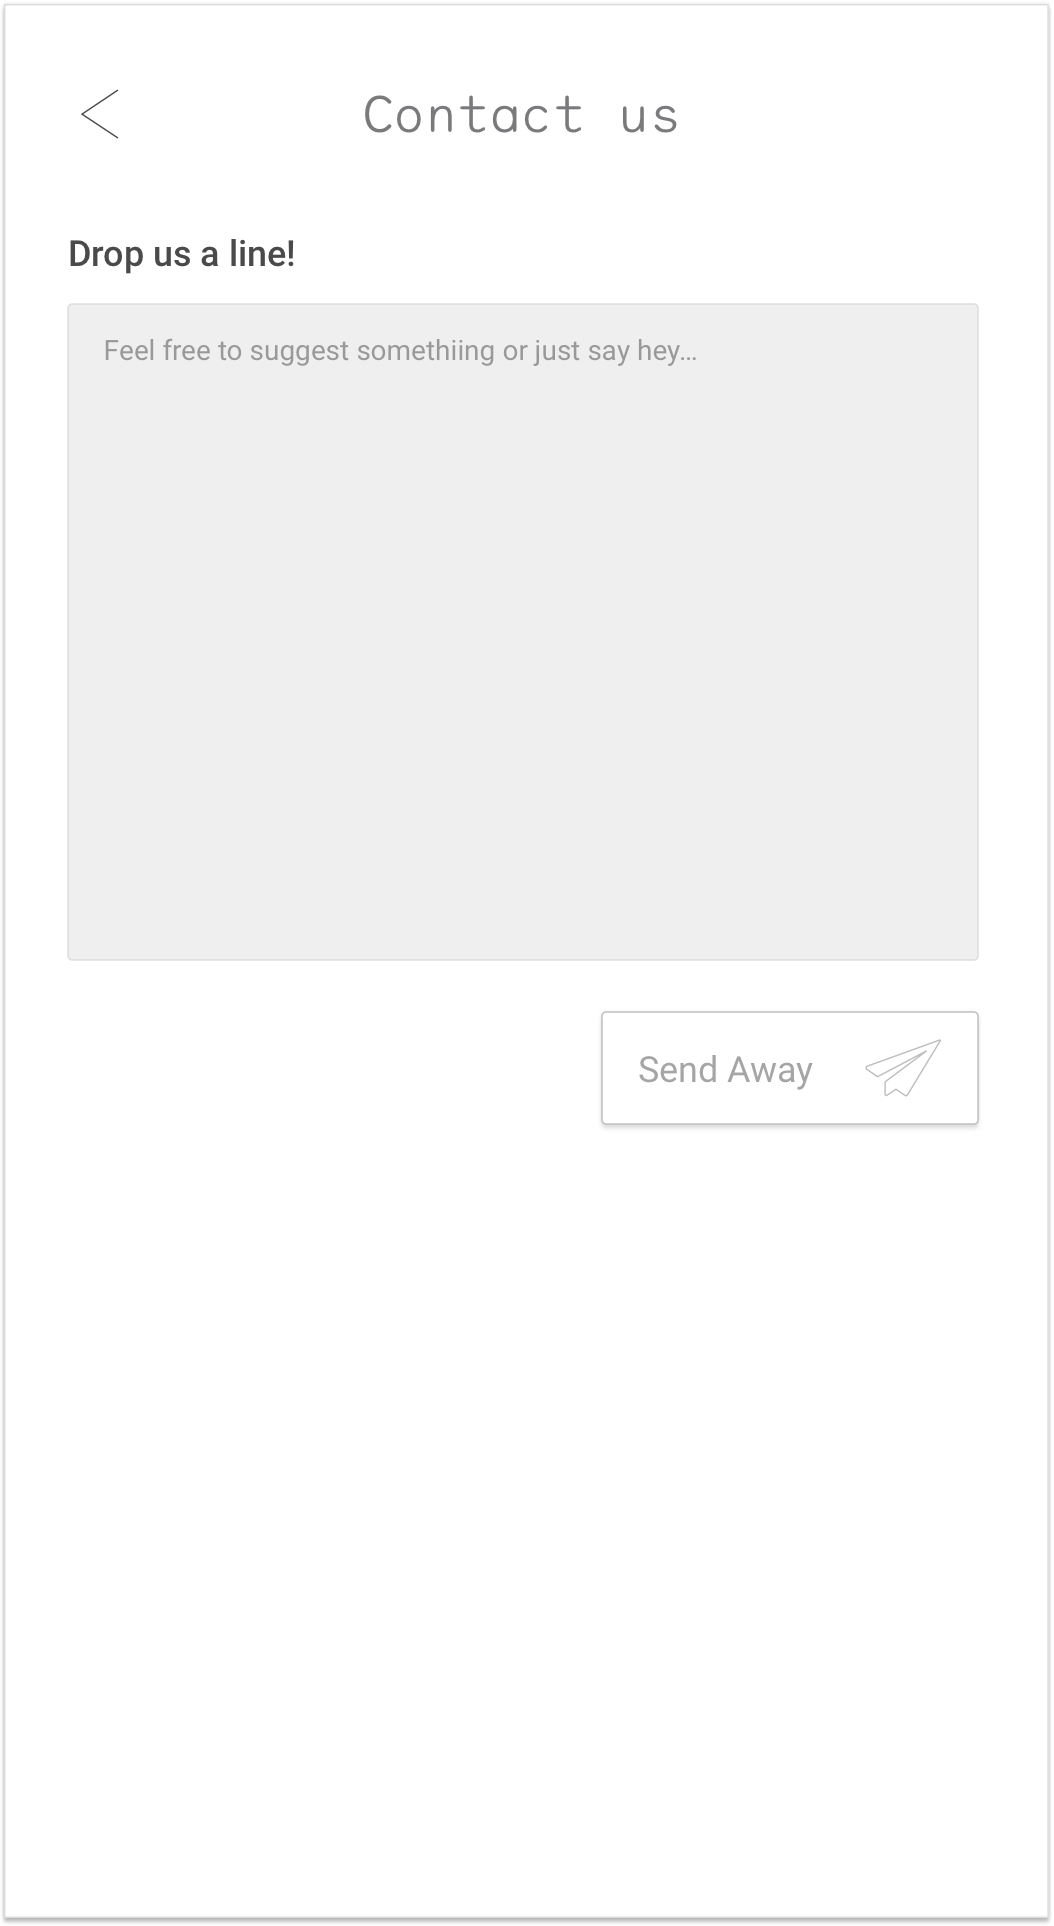 Contact us
Drop us a line!
Feel free to suggest somethiing or just say hey...
Send Away